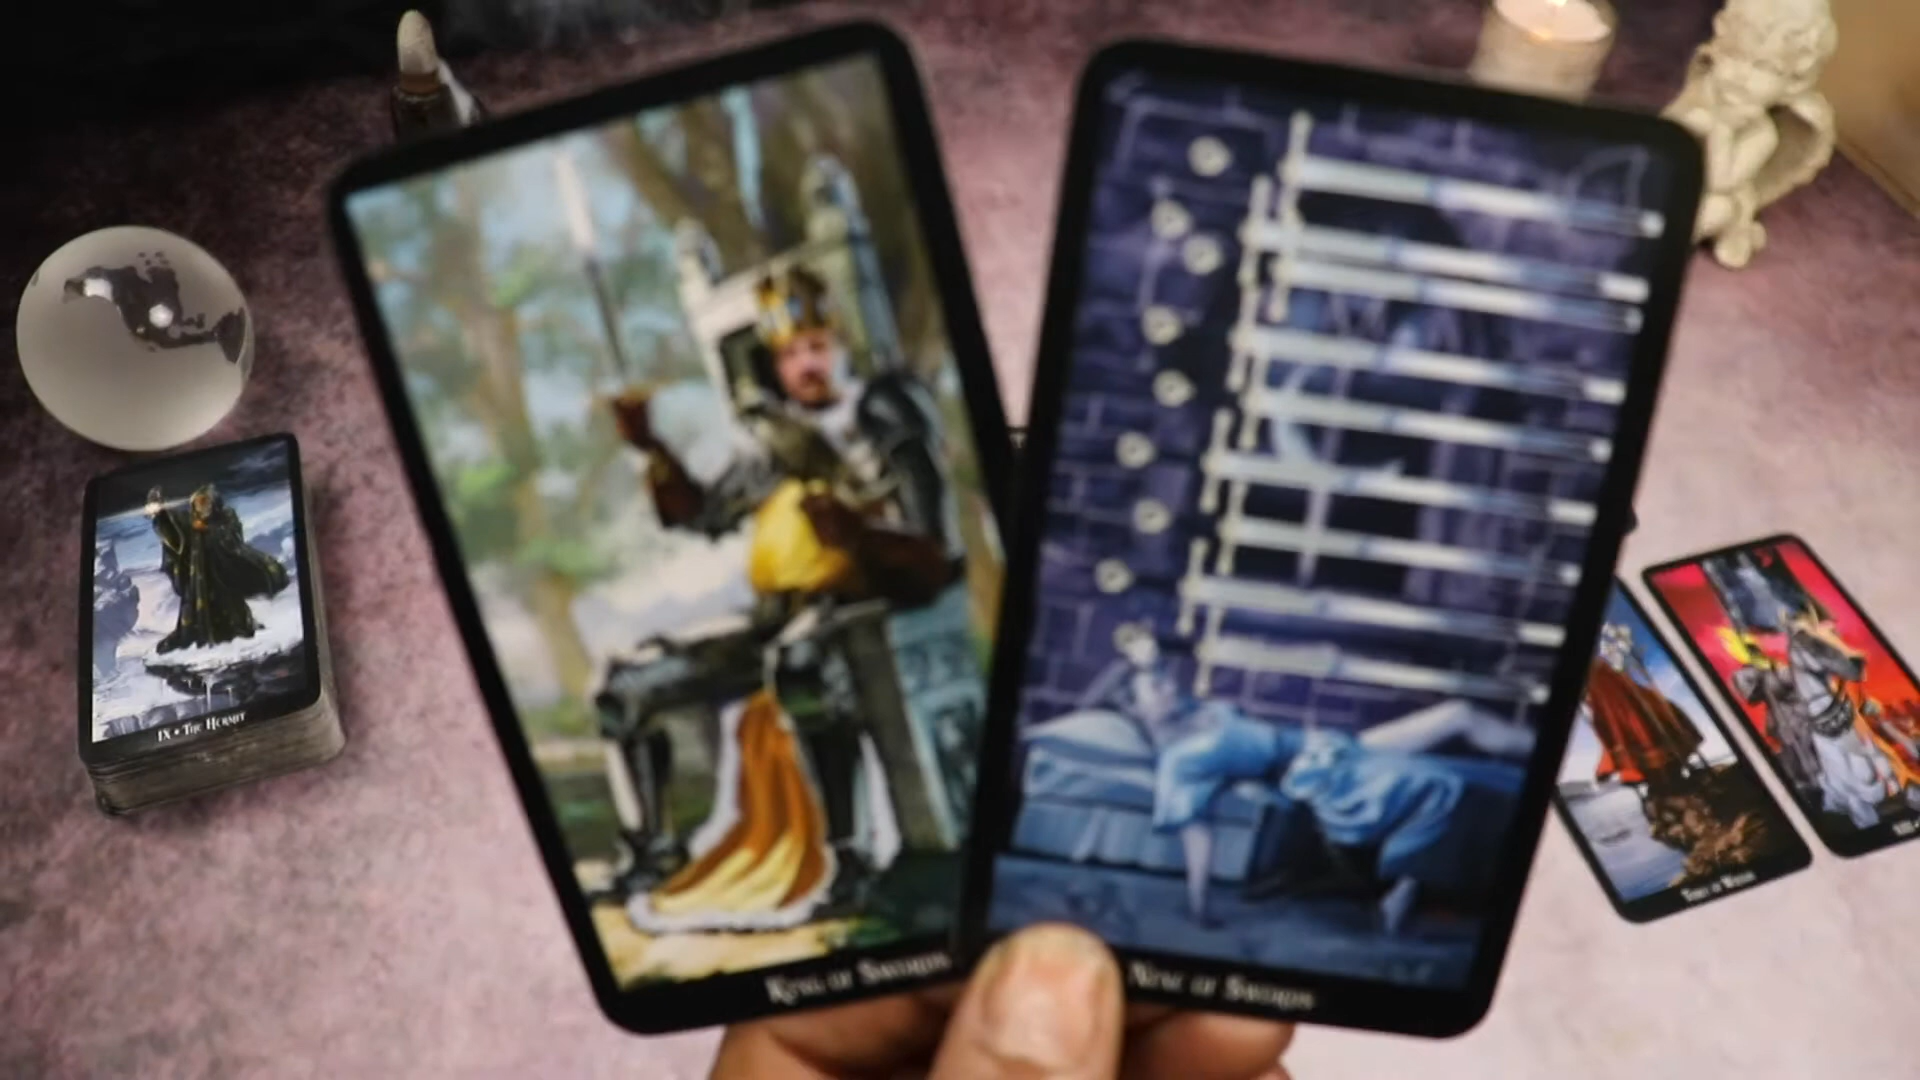 King of Swords
Nine of Swords
IX • The Hermit